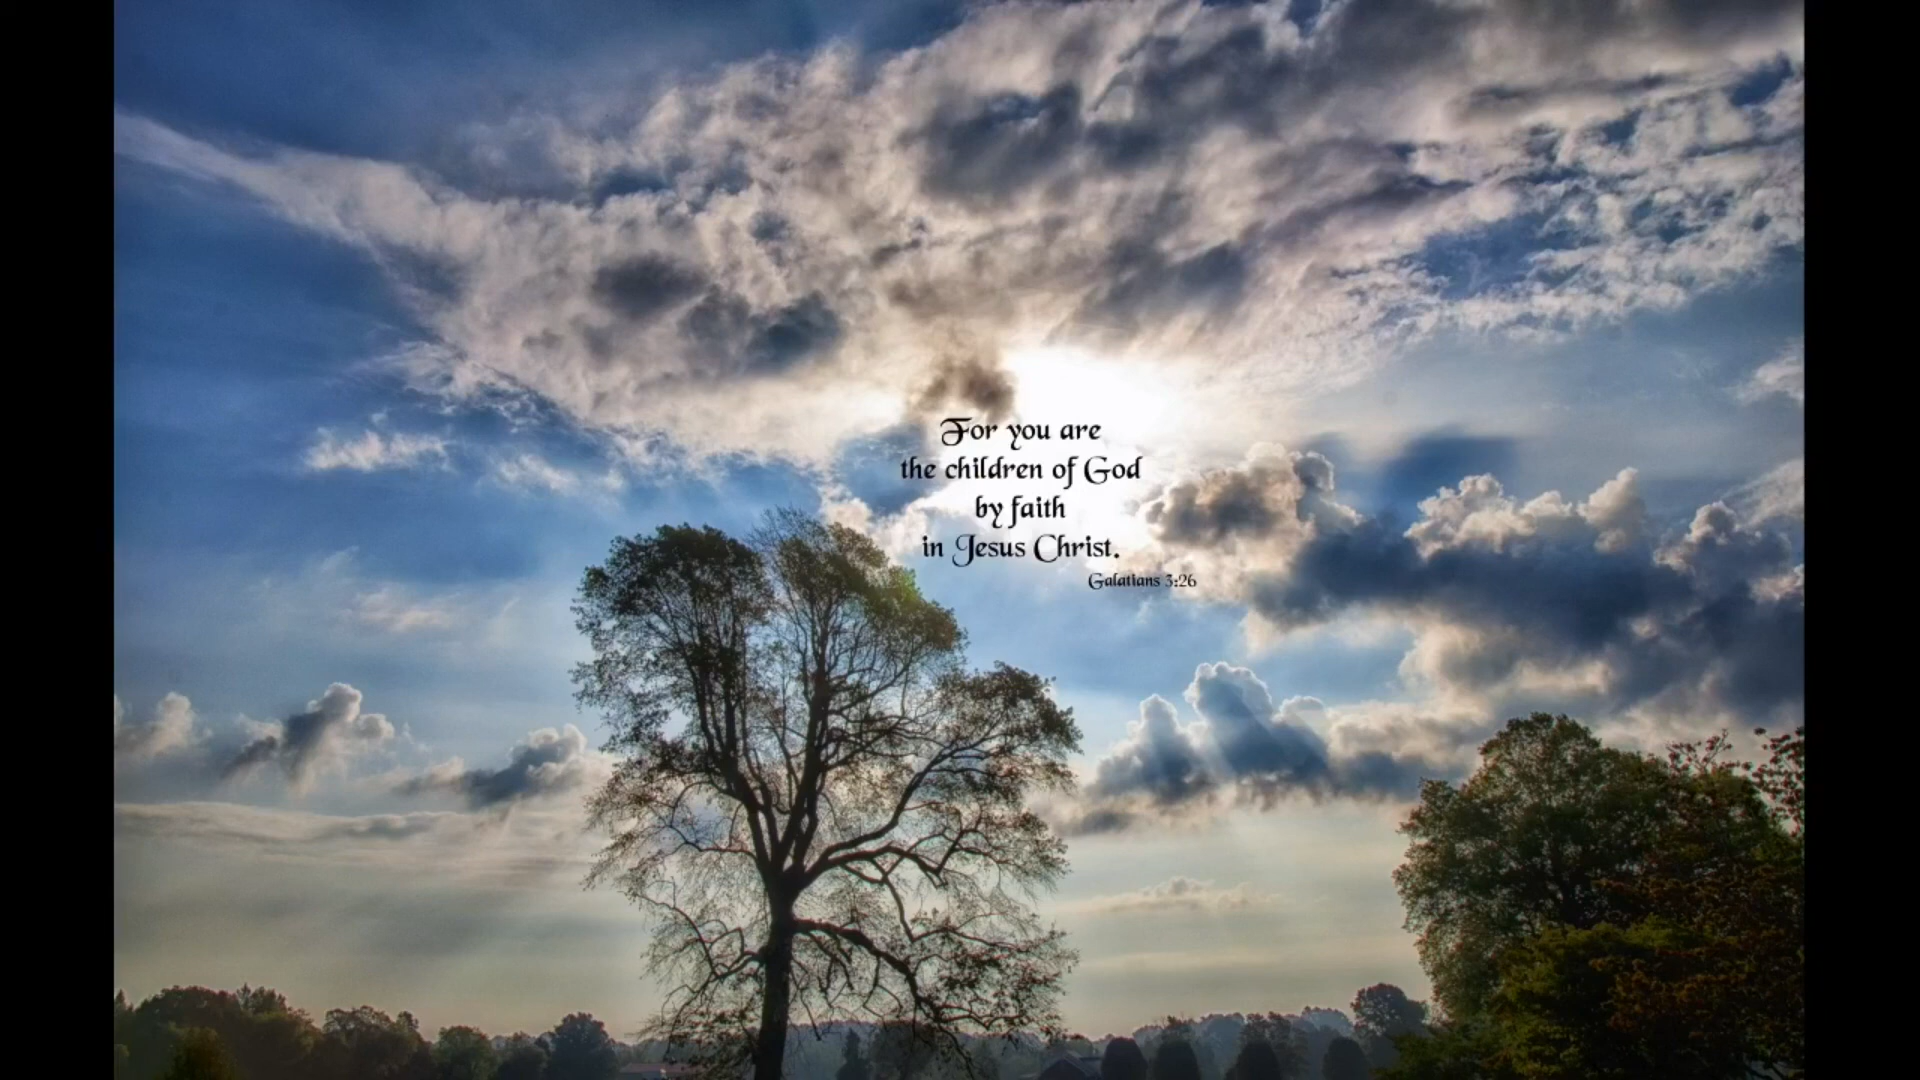 For you are
the children of God
by faith
in Jesus Christ.
Galatians 3:26